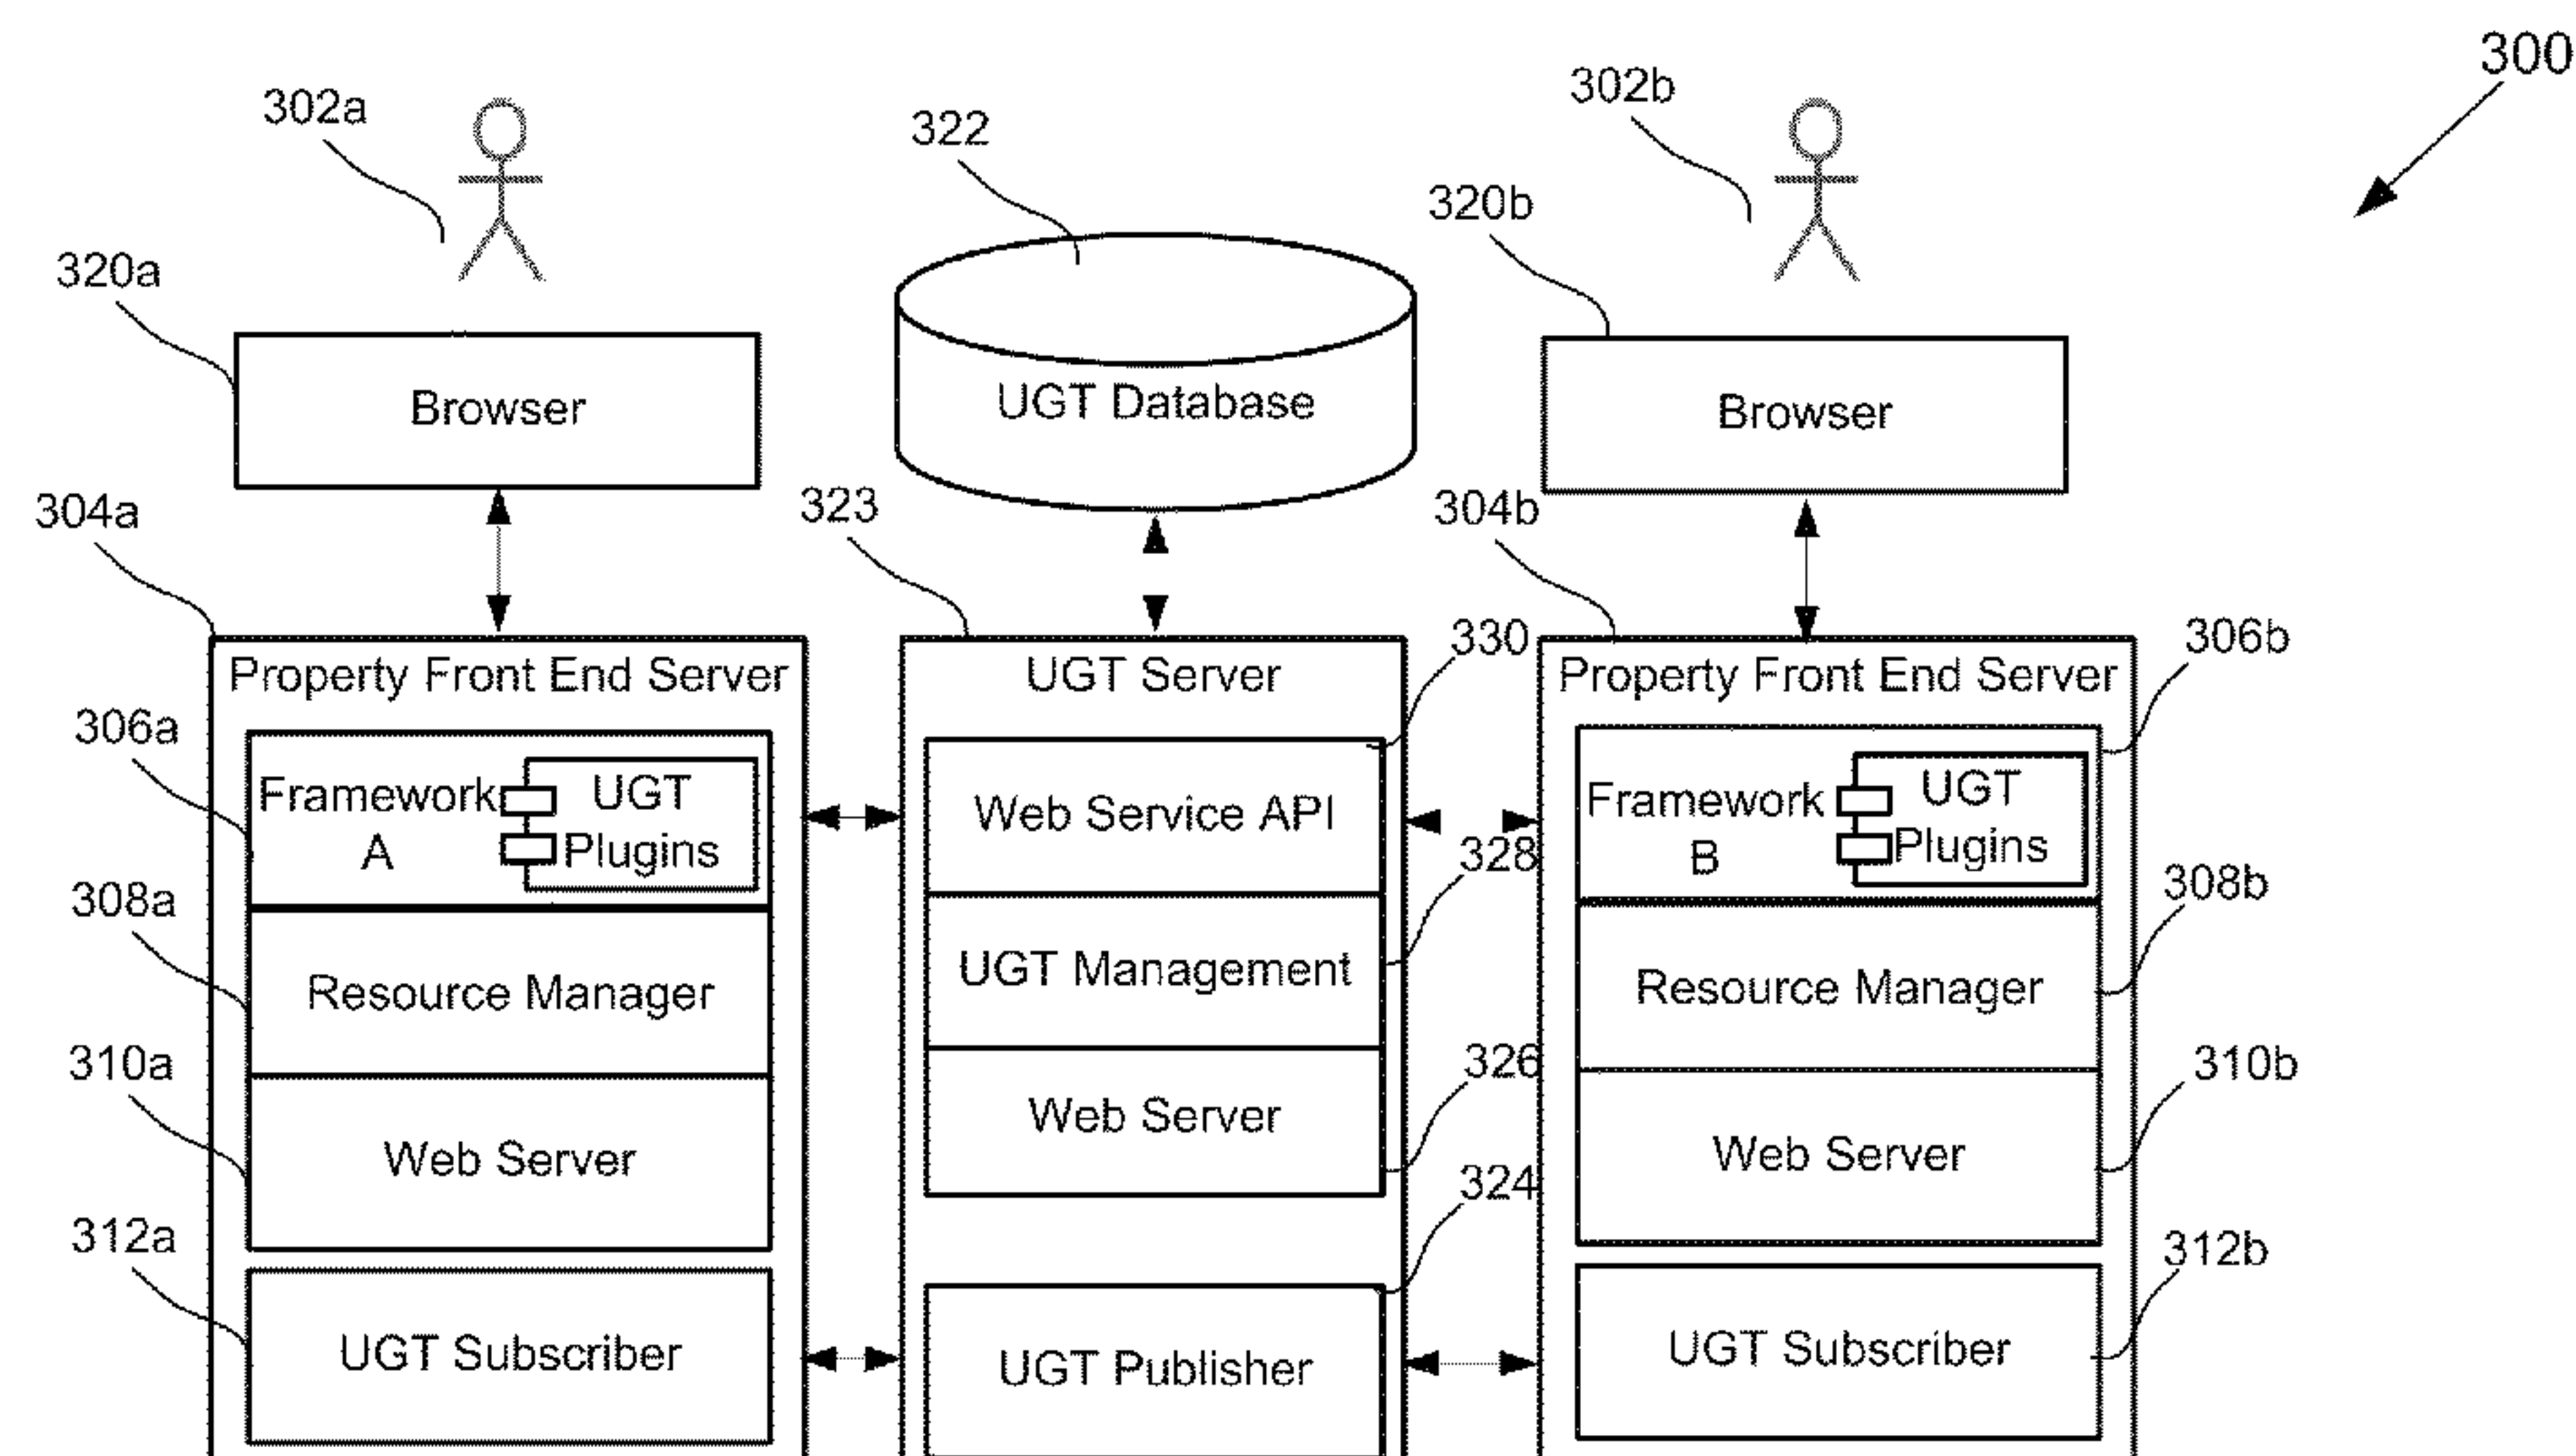 300
302a
302b
322
320b
320a
Browser
UGT Database
Browser
304a
323
304b
Property Front End Server
UGT Server
330
Property Front End Server
306b
306a
Framework
A
UGT
Plugins
Web Service API
Framework
B
UGT
Plugins
328
308a
308b
Resource Manager
UGT Management
Resource Manager
310a
326
310b
Web Server
Web Server
Web Server
324
312a
312b
UGT Subscriber
UGT Publisher
UGT Subscriber